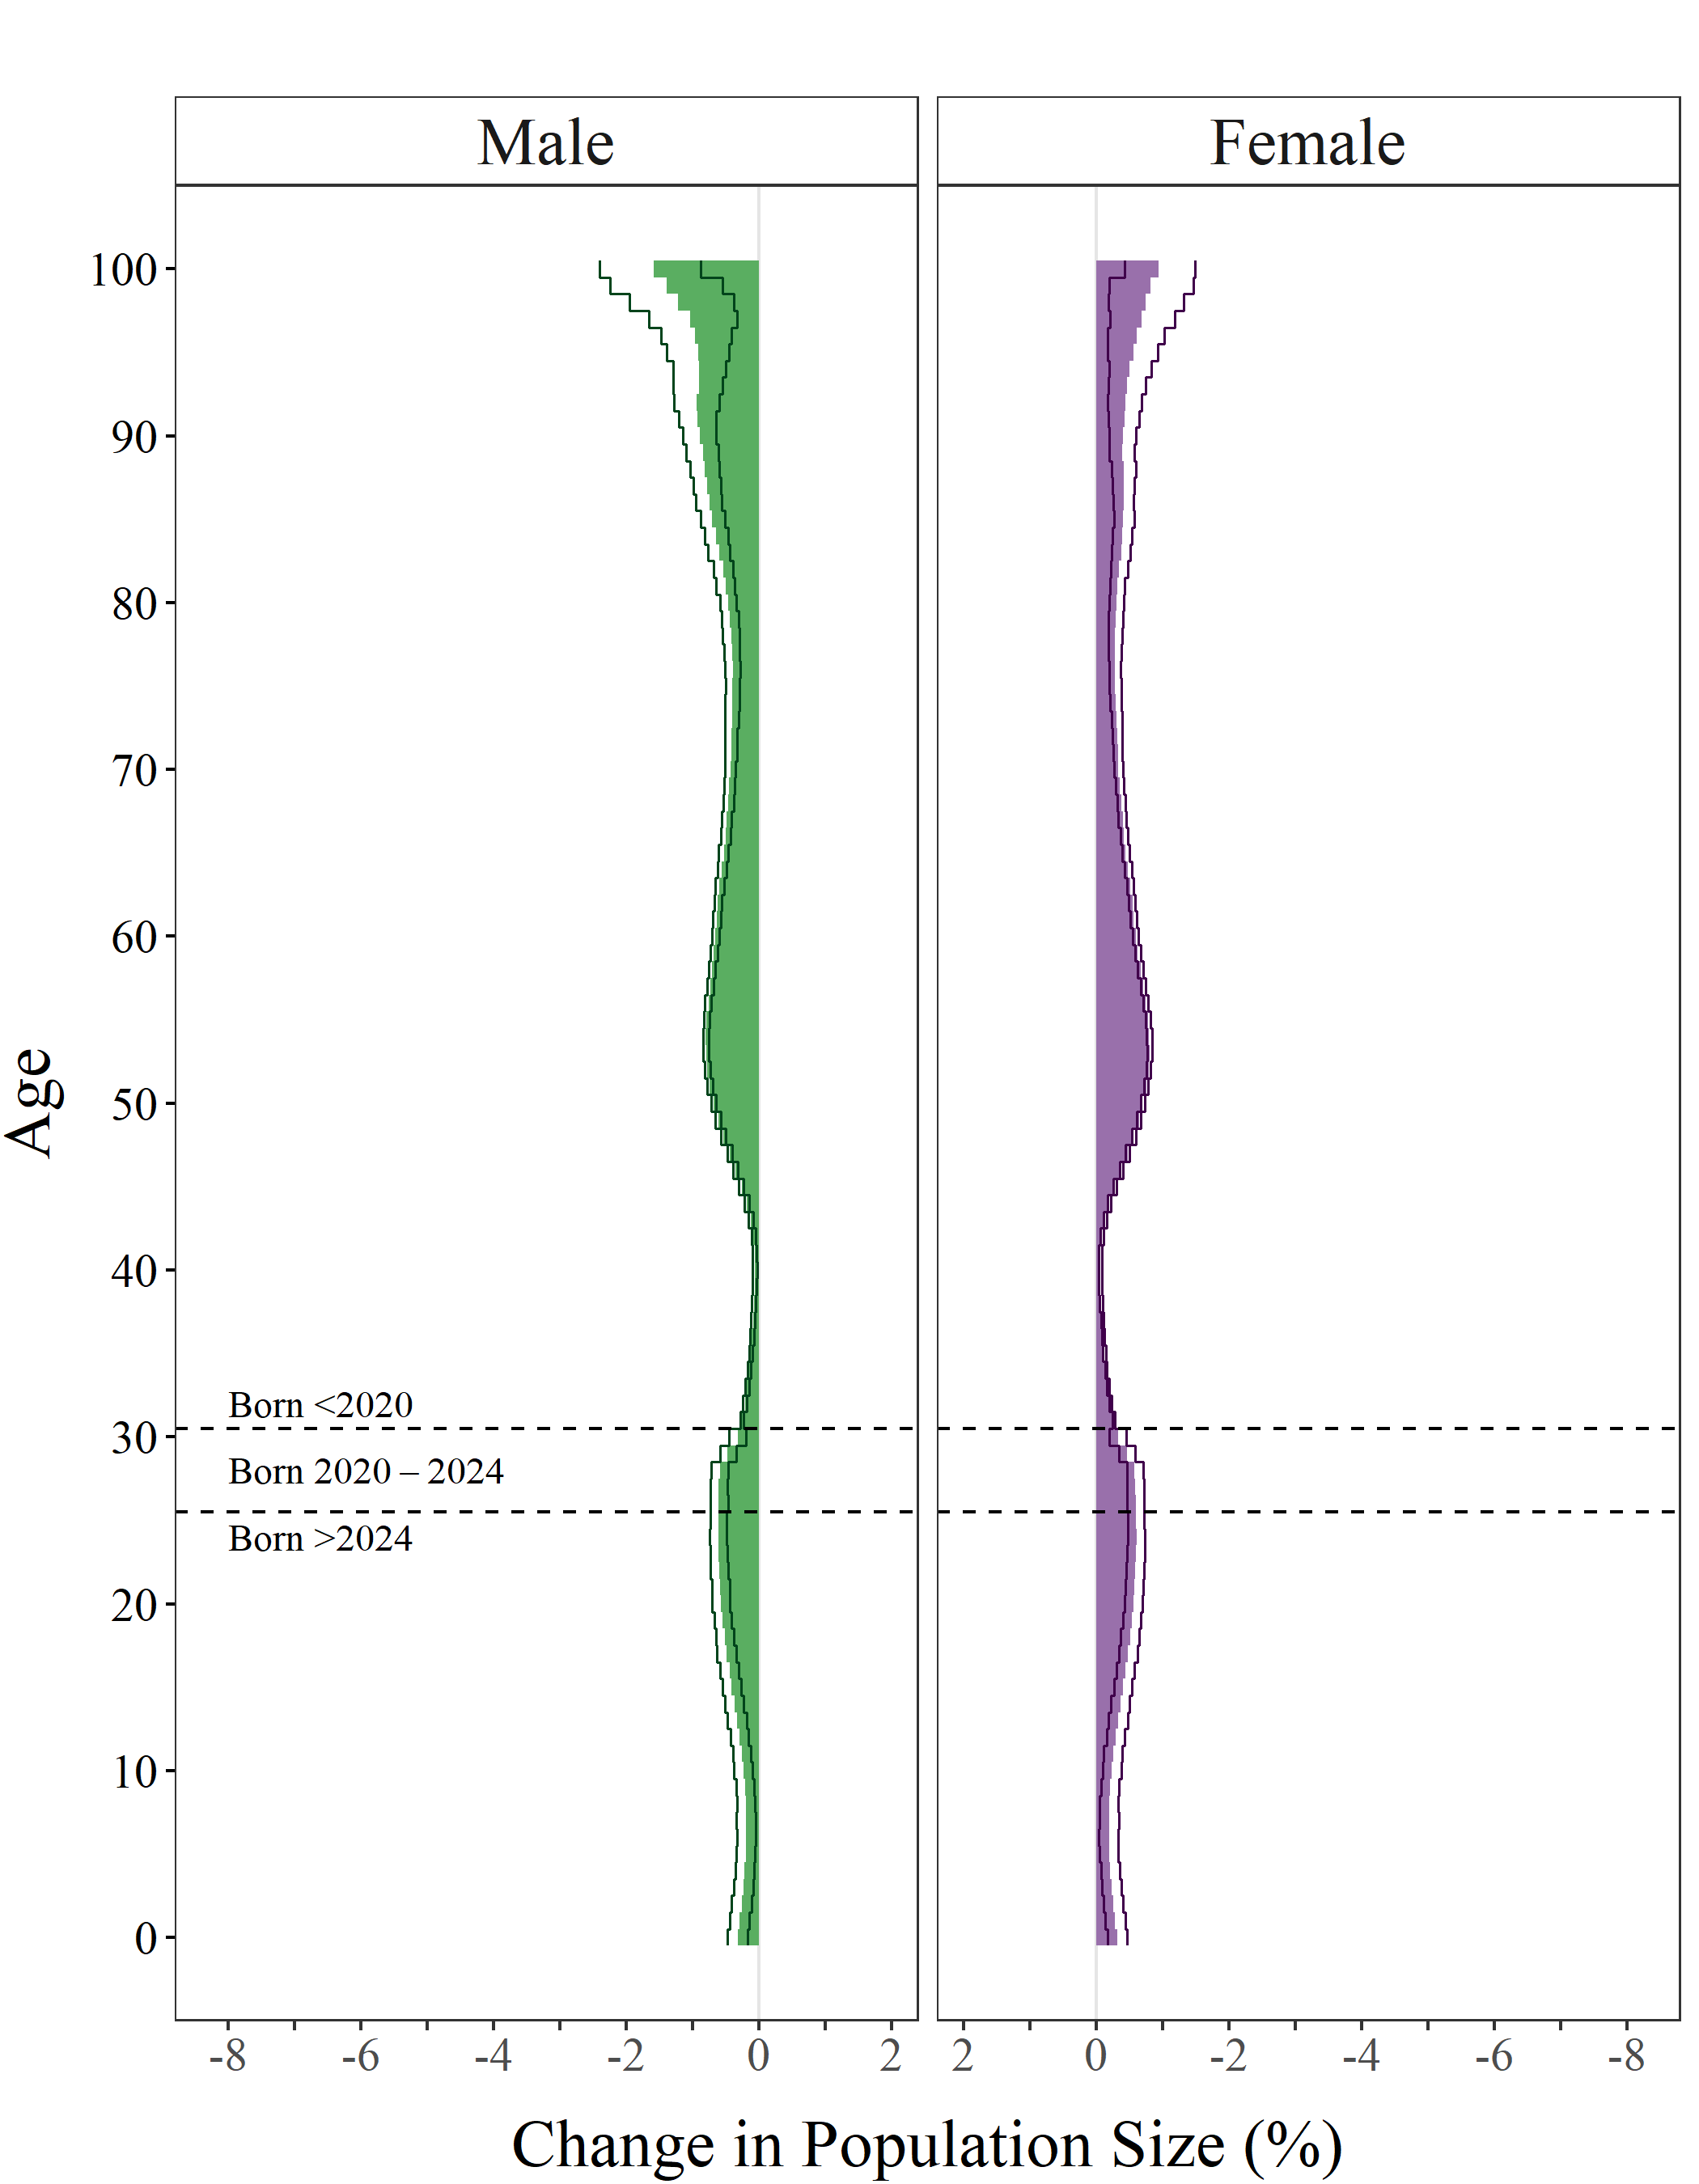 Male
Female
100
90
80
70
60
50
40
30
20
10
0
Age
Born <2020
Born 2020 – 2024
Born >2024
-8 -6 -4 -2 0 2
2 0 -2 -4 -6 -8
Change in Population Size (%)